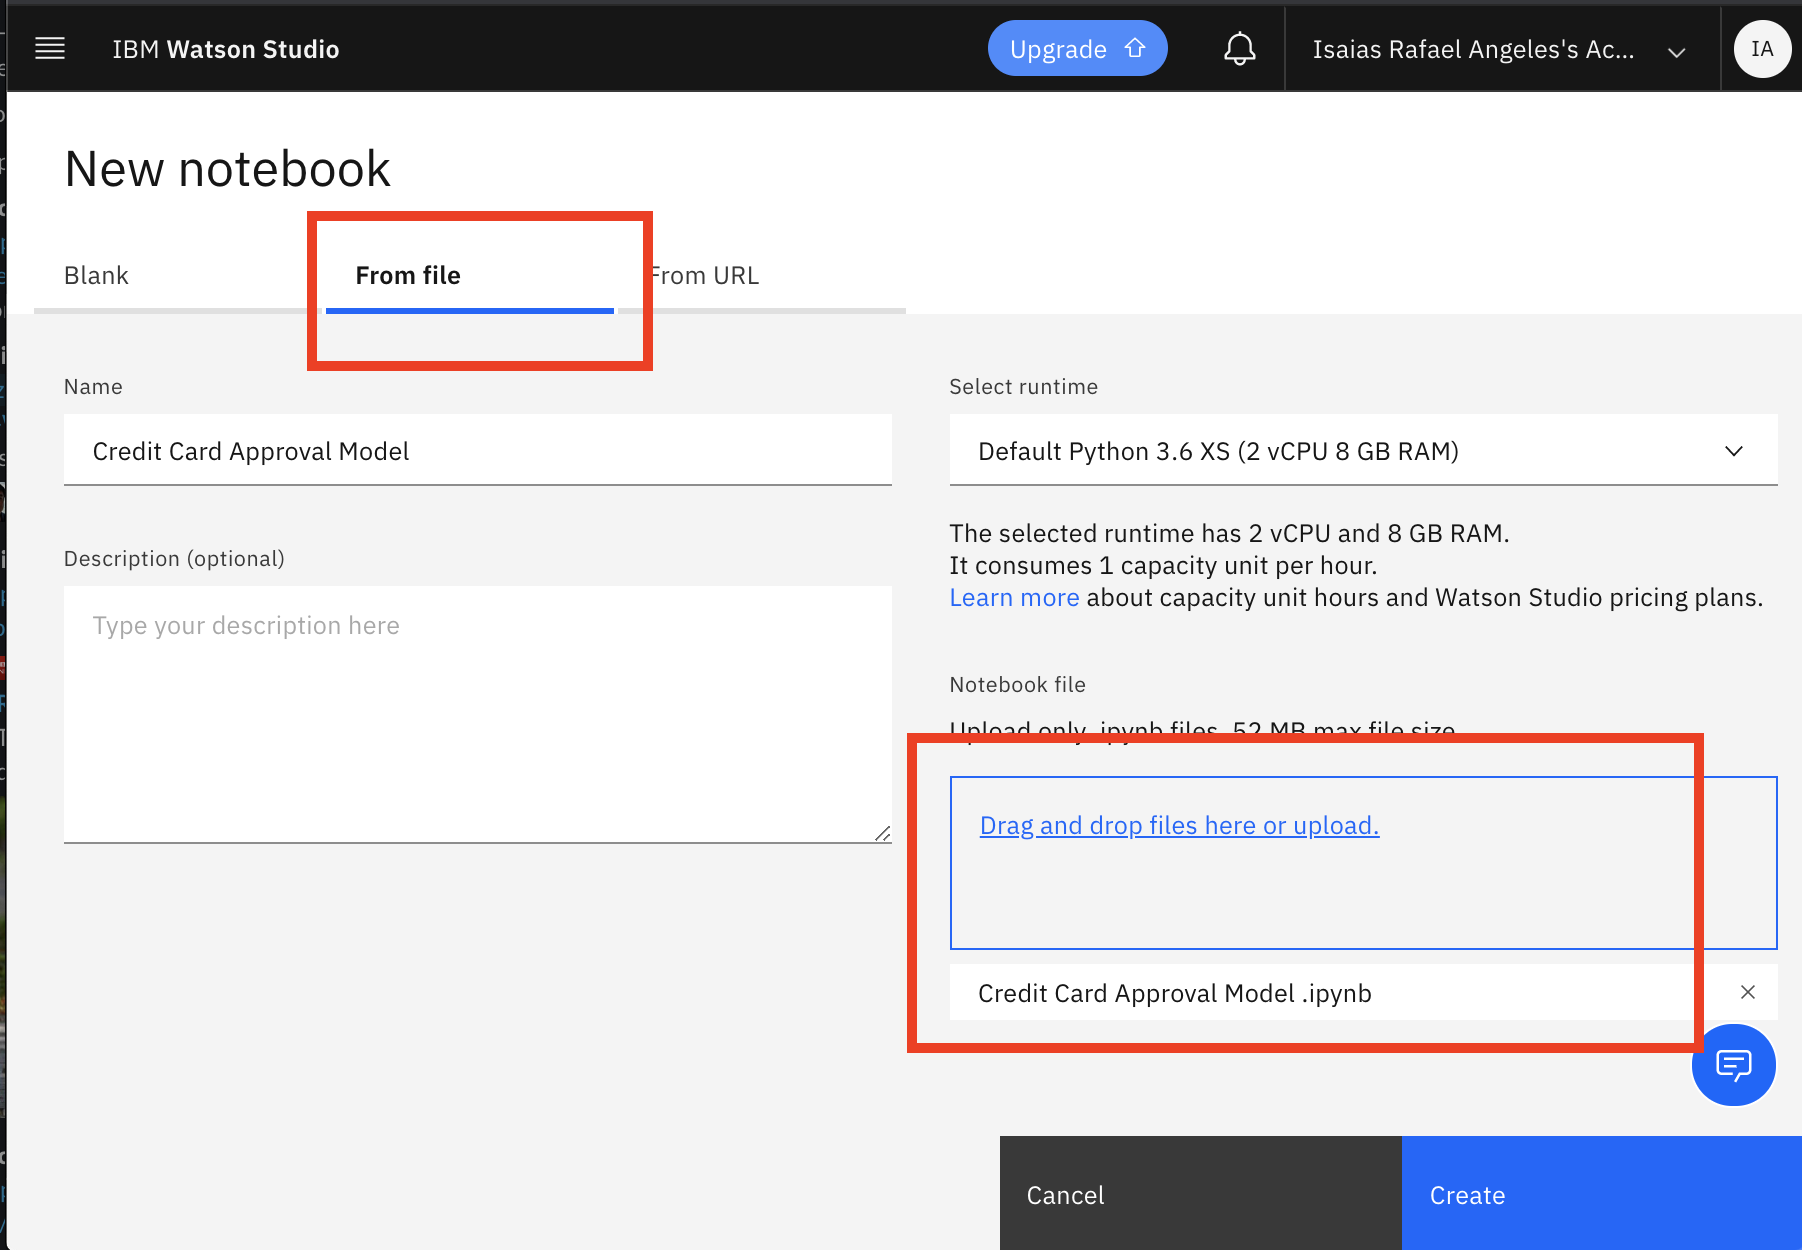 IBM Watson Studio
Upgrade
Isaias Rafael Angeles's Ac...
IA
New notebook
Blank
From file
From URL
Name
Credit Card Approval Model
Description (optional)
Type your description here
Select runtime
Default Python 3.6 XS (2 vCPU 8 GB RAM)
The selected runtime has 2 vCPU and 8 GB RAM.
It consumes 1 capacity unit per hour.
Learn more about capacity unit hours and Watson Studio pricing plans.
Notebook file
Upload only .ipynb files. 52 MB max file size.
Drag and drop files here or upload.
Credit Card Approval Model .ipynb
Cancel
Create